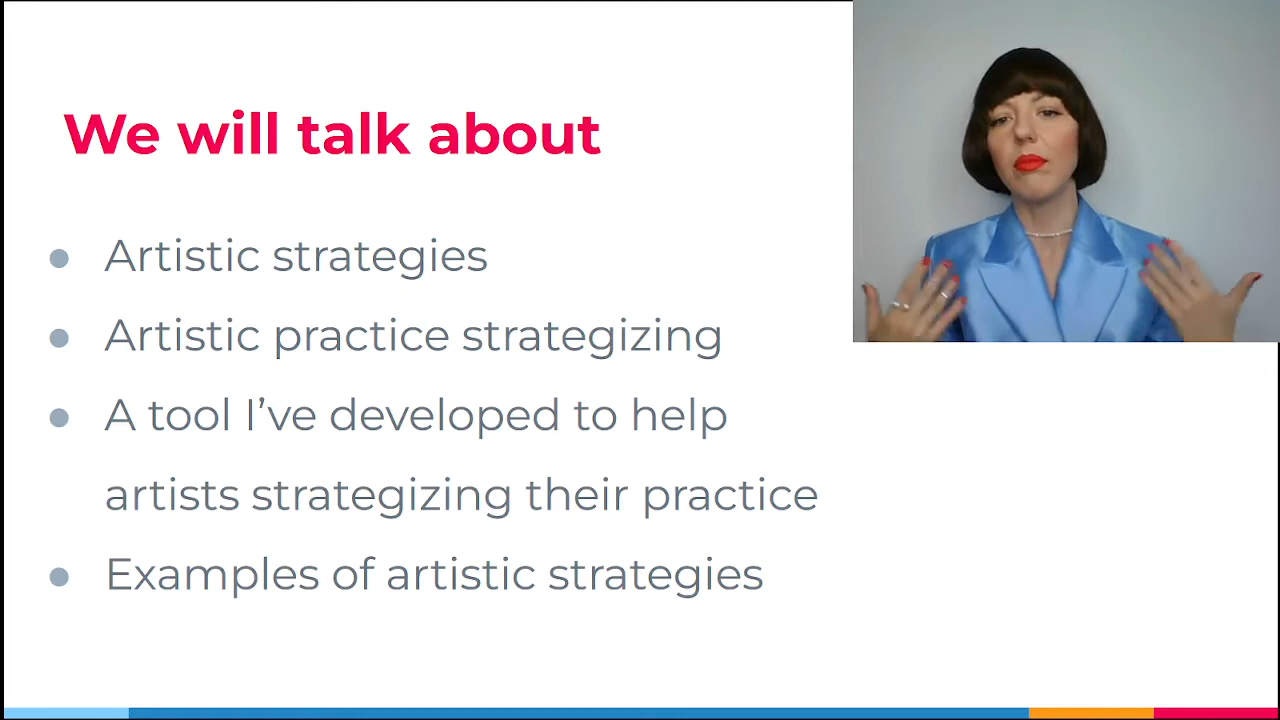 We will talk about
● Artistic strategies
● Artistic practice strategizing
● A tool I’ve developed to help
artists strategizing their practice
● Examples of artistic strategies